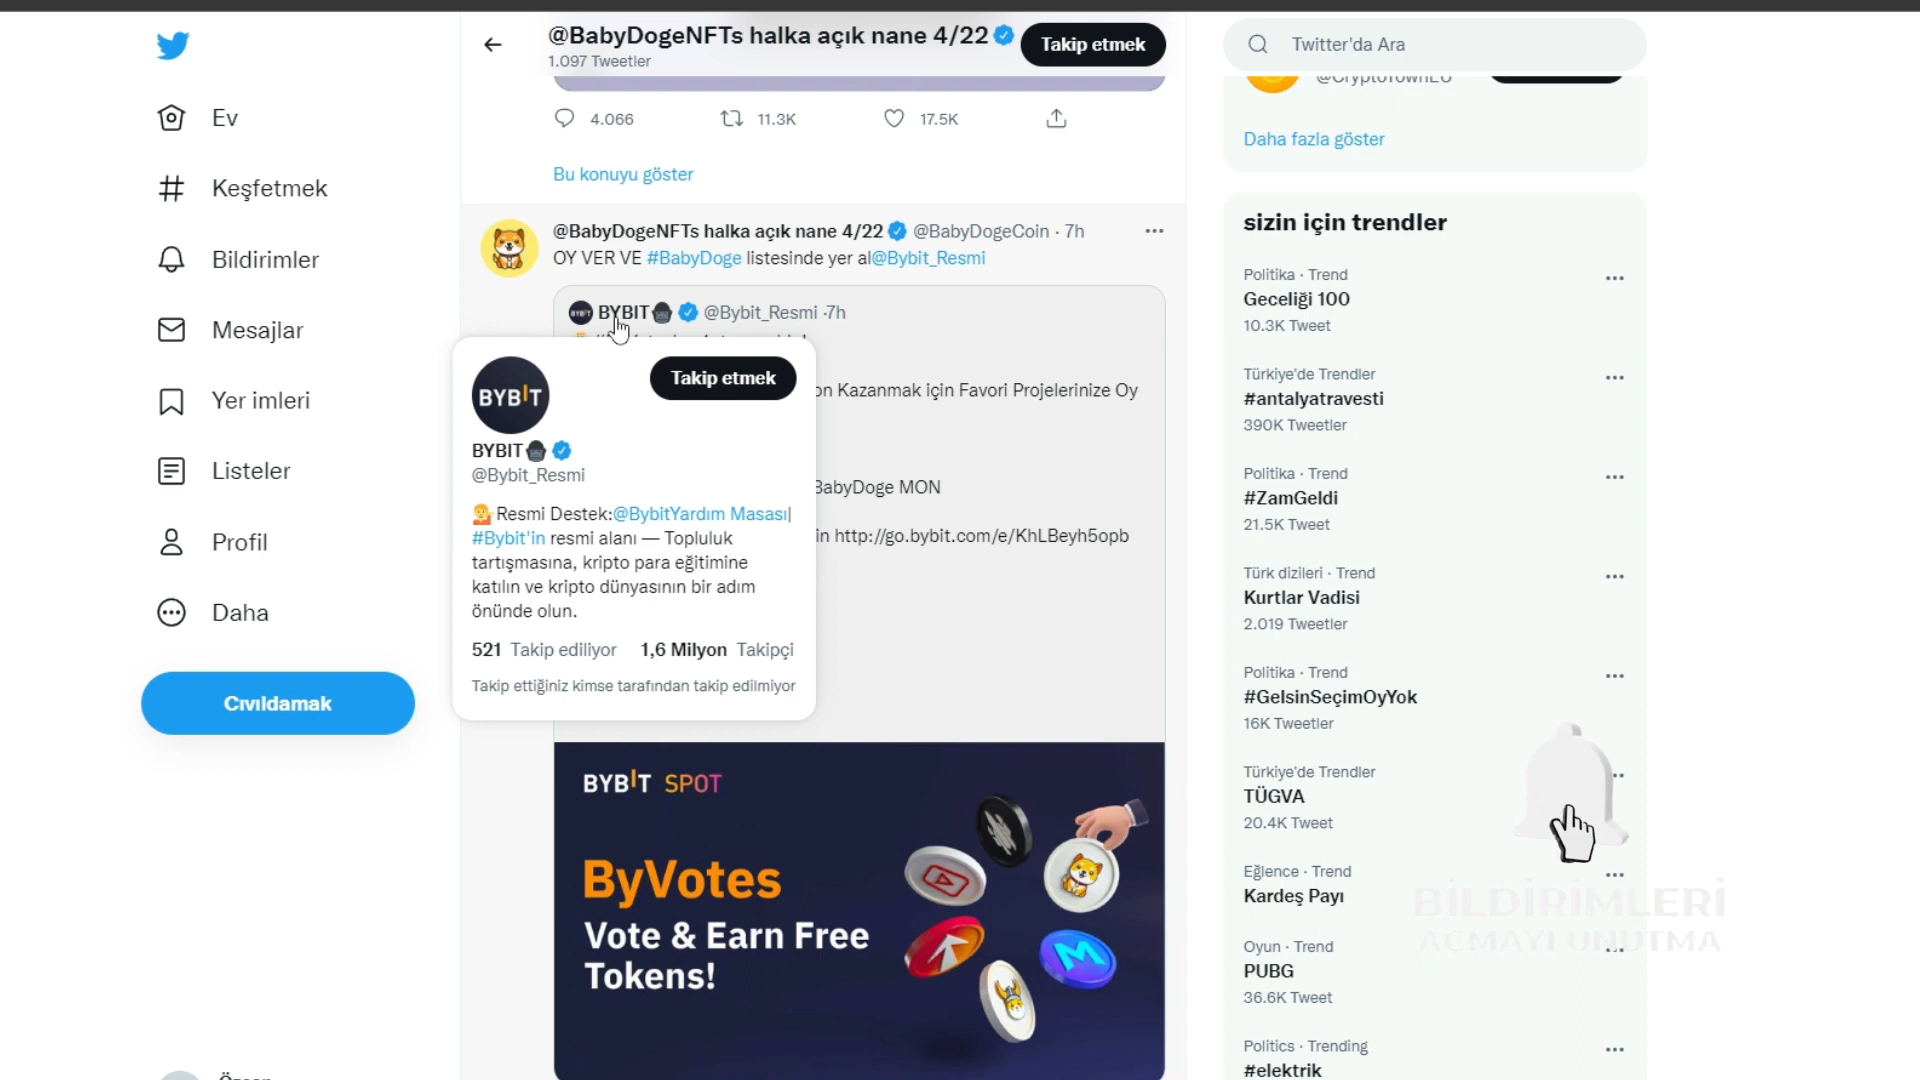 Ev
Keşfetmek
Bildirimler
Mesajlar
Yer imleri
Listeler
Profil
Daha
Cıvıldamak
@BabyDogeNFTs halka açık nane 4/22
1.097 Tweetler
Takip etmek
4.066
11.3K
17.5K
Bu konuyu göster
@BabyDogeNFTs halka açık nane 4/22 @BabyDogeCoin · 7h
OY VER VE #BabyDoge listesinde yer al@Bybit_Resmi
BYBIT @Bybit_Resmi ·7h
on Kazanmak için Favori Projelerinize Oy
BabyDoge MON
in http://go.bybit.com/e/KhLBeyh5opb
BYBIT
Takip etmek
BYBIT
@Bybit_Resmi
Resmi Destek:@BybitYardım Masası|
#Bybit'in resmi alanı — Topluluk
tartışmasına, kripto para eğitimine
katılın ve kripto dünyasının bir adım
önünde olun.
521 Takip ediliyor 1,6 Milyon Takipçi
Takip ettiğiniz kimse tarafından takip edilmiyor
BYBIT SPOT
ByVotes
Vote & Earn Free
Tokens!
Twitter'da Ara
@CryptoTownEU
Daha fazla göster
sizin için trendler
Politika · Trend
Geceliği 100
10.3K Tweet
Türkiye'de Trendler
#antalyatravesti
390K Tweetler
Politika · Trend
#ZamGeldi
21.5K Tweet
Türk dizileri · Trend
Kurtlar Vadisi
2.019 Tweetler
Politika · Trend
#GelsinSeçimOyYok
16K Tweetler
Türkiye'de Trendler
TÜGVA
20.4K Tweet
Eğlence · Trend
Kardeş Payı
Oyun · Trend
PUBG
36.6K Tweet
Politics · Trending
#elektrik
BİLDİRİMLERİ
AÇMAYI UNUTMA